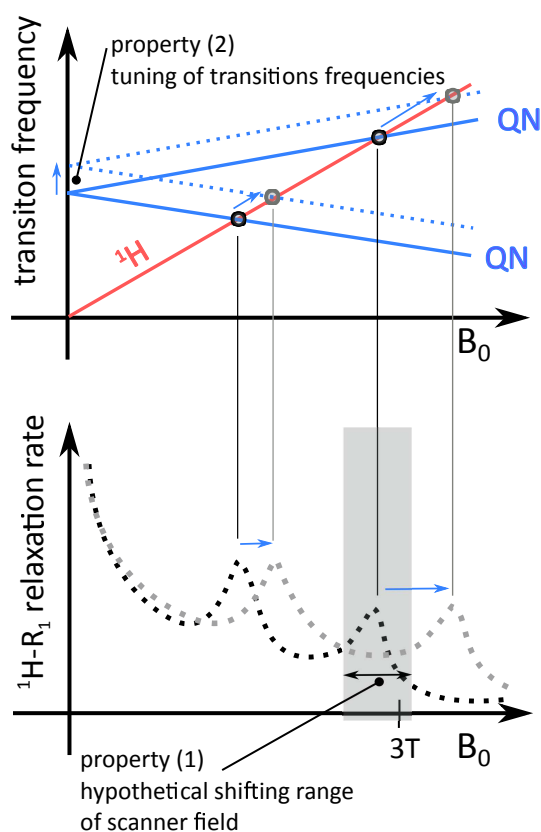 property (2)
tuning of transitions frequencies
transiton frequency
QN
¹H
QN
B₀
¹H-R₁ relaxation rate
3T
B₀
property (1)
hypothetical shifting range
of scanner field